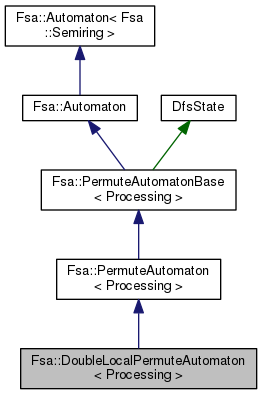 Fsa::Automaton< Fsa
::Semiring >
Fsa::Automaton
DfsState
Fsa::PermuteAutomatonBase
< Processing >
Fsa::PermuteAutomaton
< Processing >
Fsa::DoubleLocalPermuteAutomaton
< Processing >